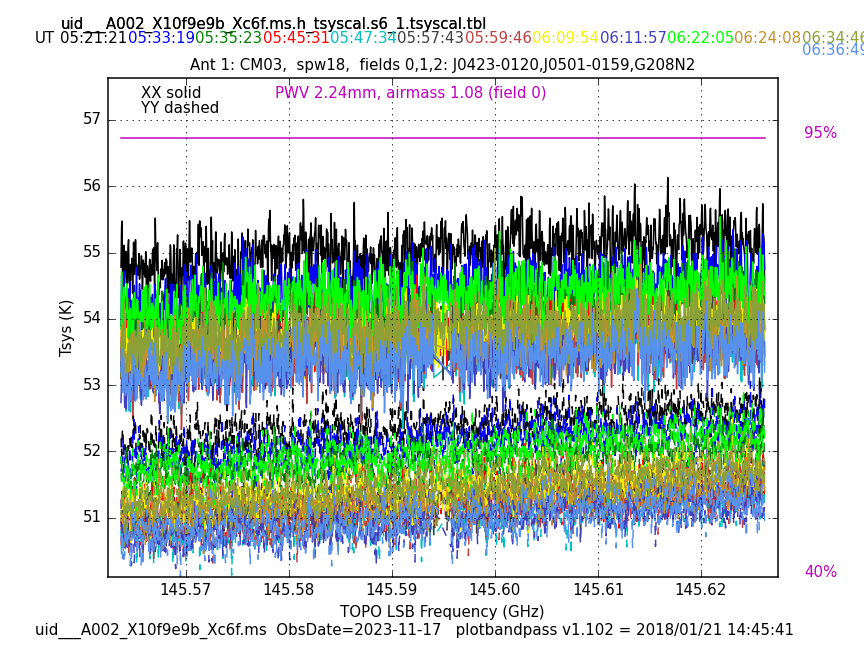 uid___A002_X10f9e9b_Xc6f.ms.h_tsyscal.s6_1.tsyscal.tbl
UT 05:21:21 05:33:19 05:35:23 05:45:31 05:47:34 05:57:43 05:59:46 06:09:54 06:11:57 06:22:05 06:24:08 06:34:46
06:36:49
Ant 1: CM03, spw18, fields 0,1,2: J0423-0120,J0501-0159,G208N2
XX solid
PWV 2.24mm, airmass 1.08 (field 0)
YY dashed
57
95%
56
55
54
53
52
51
Tsys (K)
40%
145.57 145.58 145.59 145.60 145.61 145.62
TOPO LSB Frequency (GHz)
uid___A002_X10f9e9b_Xc6f.ms ObsDate=2023-11-17 plotbandpass v1.102 = 2018/01/21 14:45:41